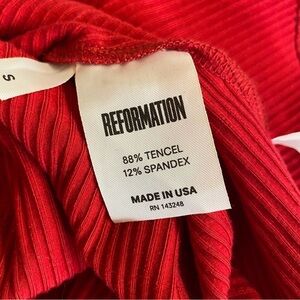 S
REFORMATION
88% TENCEL
12% SPANDEX
MADE IN USA
RN 143248